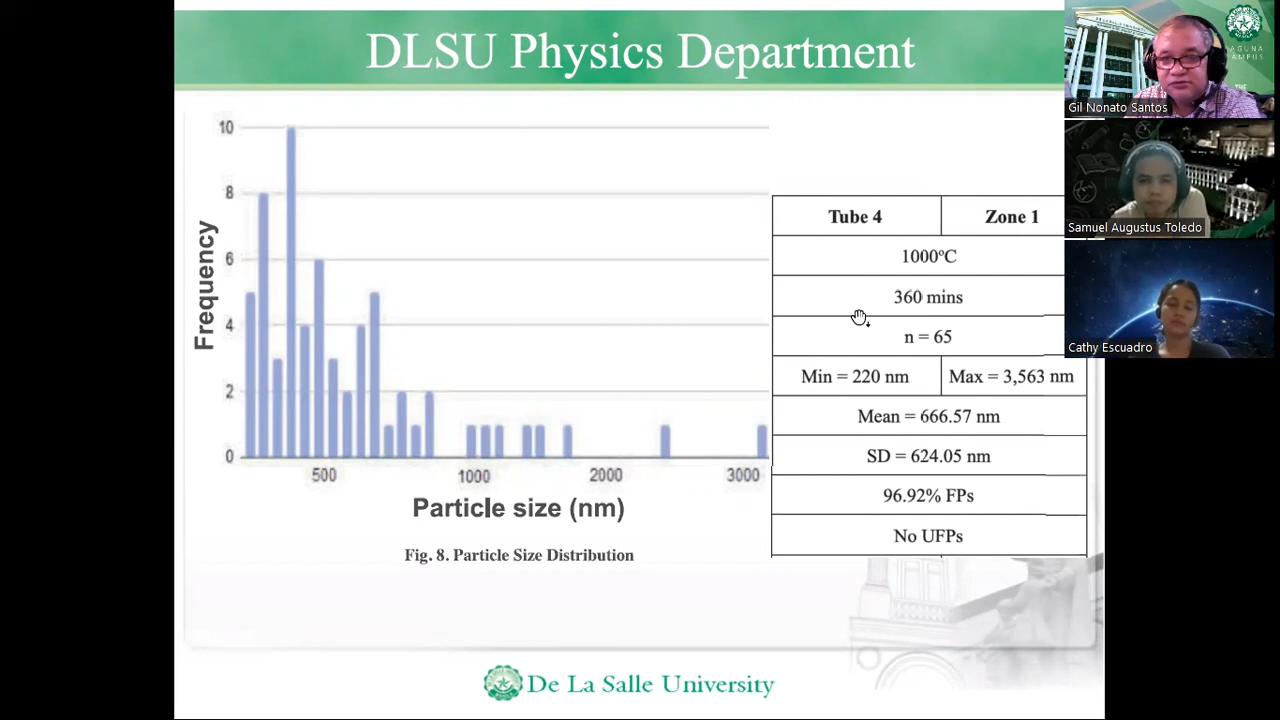 DLSU Physics Department
10
8
6
4
2
0
Frequency
500 1000 2000 3000
Particle size (nm)
Fig. 8. Particle Size Distribution
Tube 4 Zone 1
1000ºC
360 mins
n = 65
Min = 220 nm Max = 3,563 nm
Mean = 666.57 nm
SD = 624.05 nm
96.92% FPs
No UFPs
De La Salle University
Gil Nonato Santos
Samuel Augustus Toledo
Cathy Escuadro